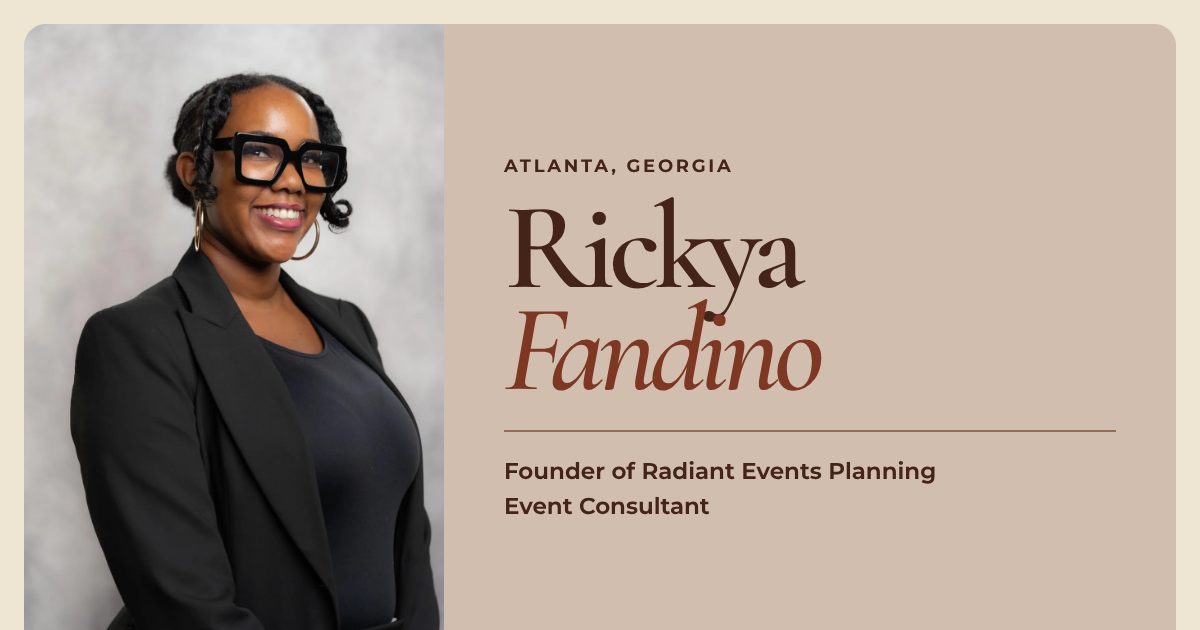 ATLANTA, GEORGIA
Rickya
Fandino
Founder of Radiant Events Planning
Event Consultant